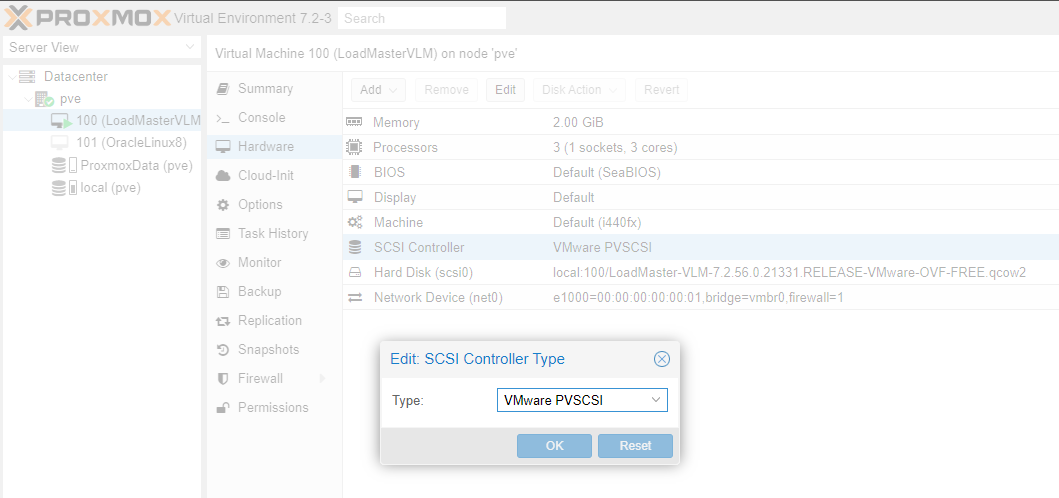 PROXMOX Virtual Environment 7.2-3 Search
Server View
Virtual Machine 100 (LoadMasterVLM) on node 'pve'
Datacenter
pve
100 (LoadMasterVLM
101 (OracleLinux8)
ProxmoxData (pve)
local (pve)
Summary
Console
Hardware
Cloud-Init
Options
Task History
Monitor
Backup
Replication
Snapshots
Firewall
Permissions
Add Remove Edit Disk Action Revert
Memory 2.00 GiB
Processors 3 (1 sockets, 3 cores)
BIOS Default (SeaBIOS)
Display Default
Machine Default (i440fx)
SCSI Controller VMware PVSCSI
Hard Disk (scsi0) local:100/LoadMaster-VLM-7.2.56.0.21331.RELEASE-VMware-OVF-FREE.qcow2
Network Device (net0) e1000=00:00:00:00:00:01,bridge=vmbr0,firewall=1
Edit: SCSI Controller Type
Type: VMware PVSCSI
OK Reset